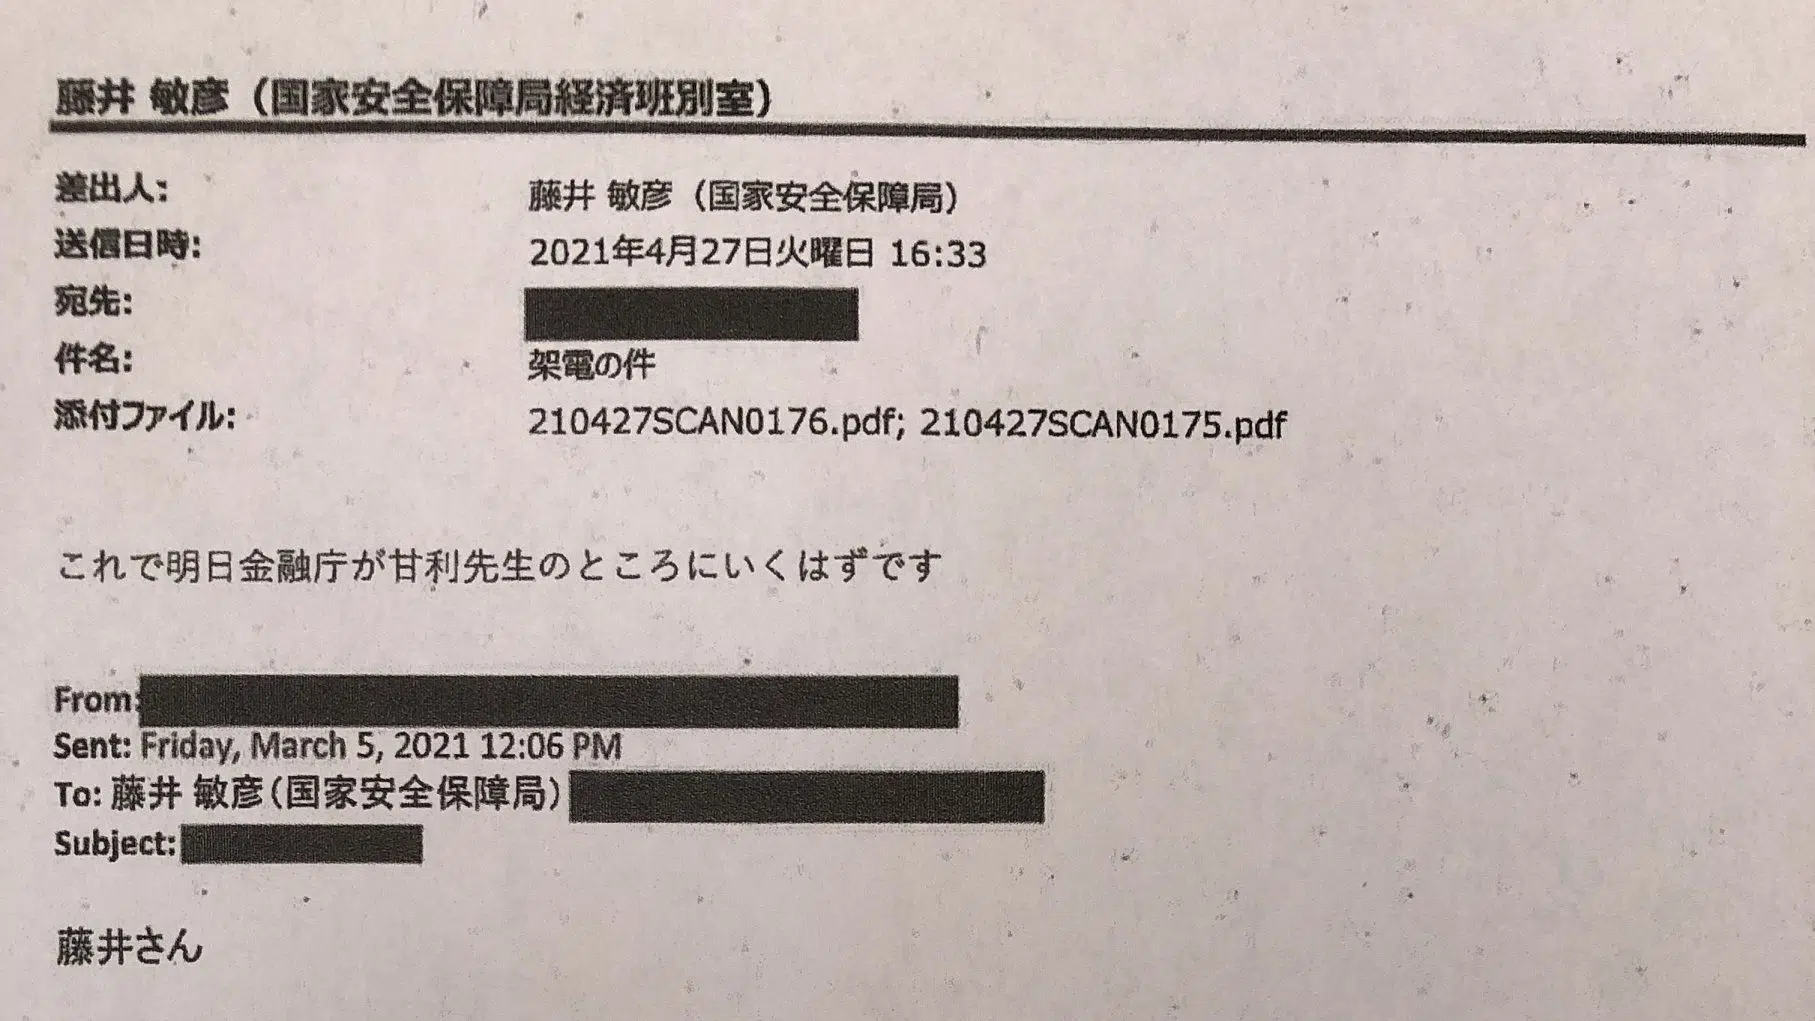 藤井 敏彦（国家安全保障局経済班別室）
差出人: 藤井 敏彦（国家安全保障局）
送信日時: 2021年4月27日火曜日 16:33
宛先:
件名: 架電の件
添付ファイル: 210427SCAN0176.pdf; 210427SCAN0175.pdf
これで明日金融庁が甘利先生のところにいくはずです
From:
Sent: Friday, March 5, 2021 12:06 PM
To: 藤井 敏彦（国家安全保障局）
Subject:
藤井さん